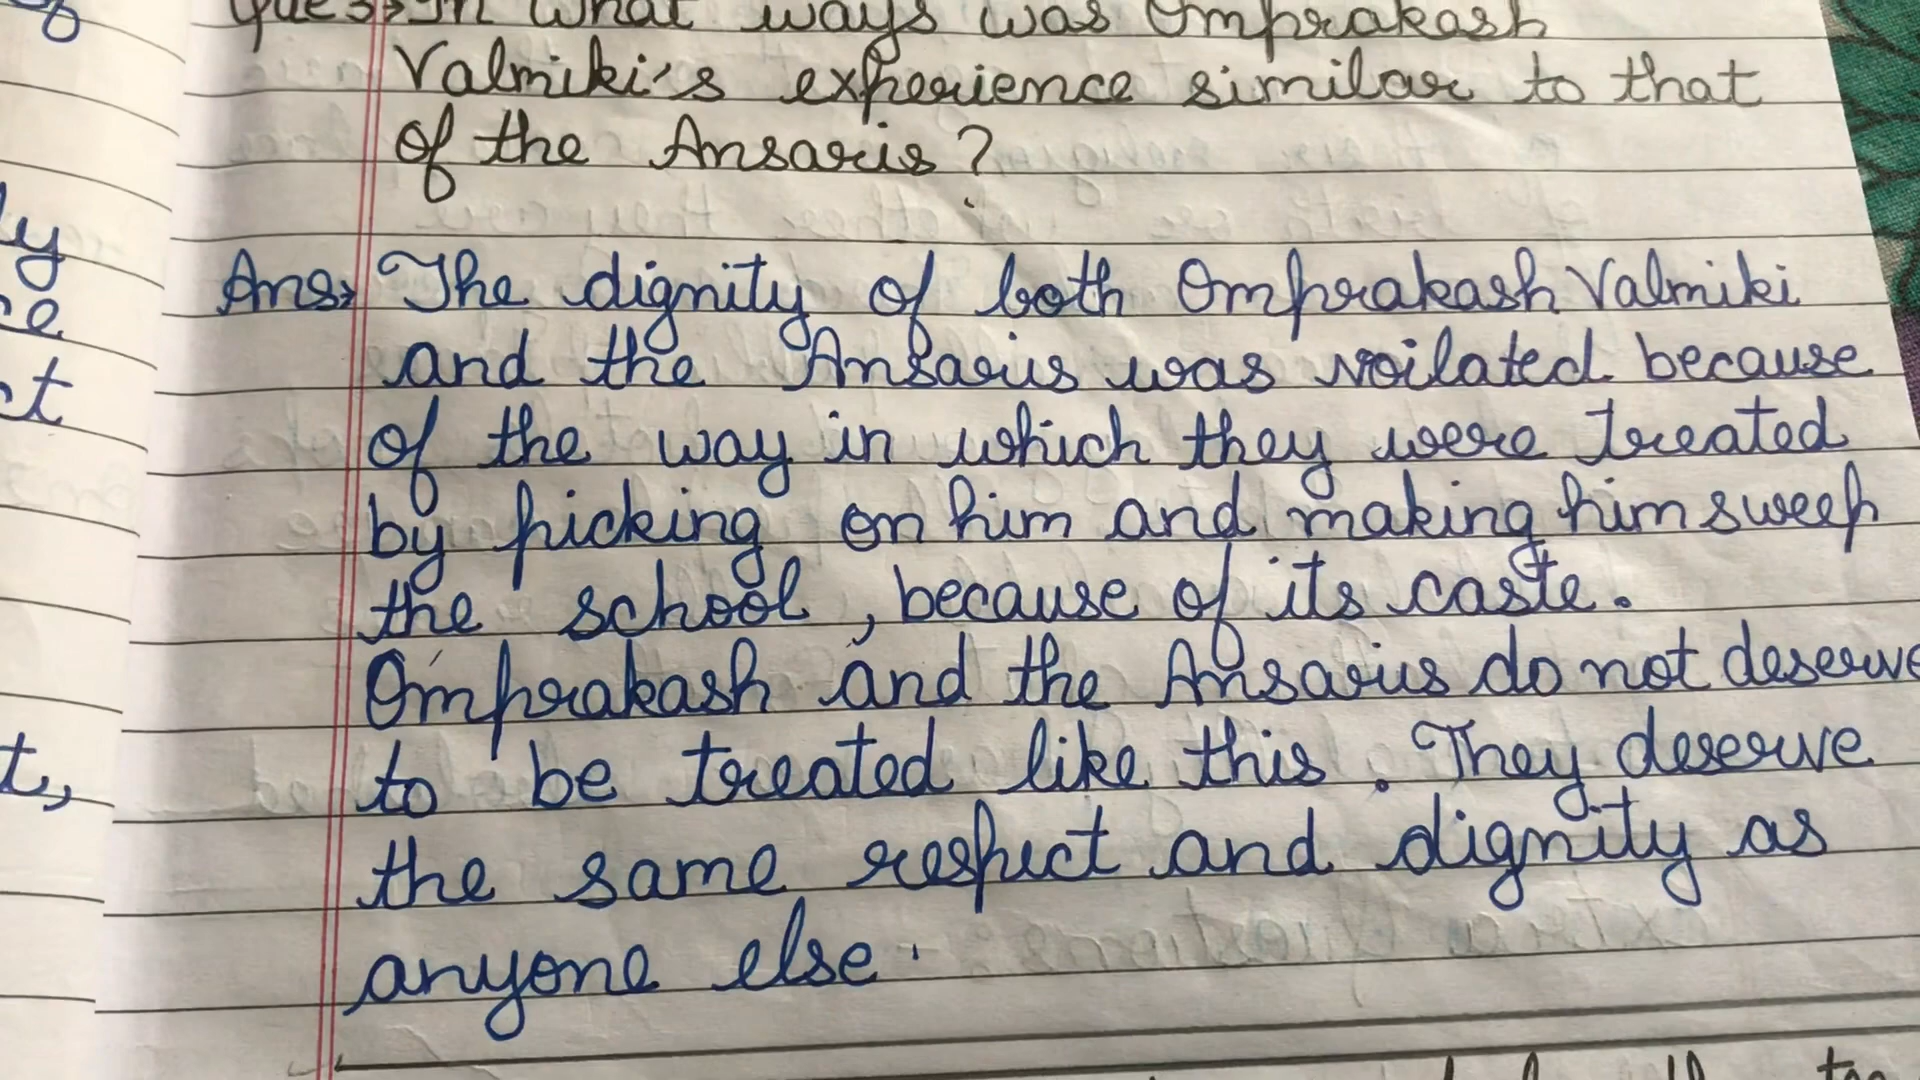 Ques> In what ways was Omprakash
Valmiki's experience similar to that
of the Ansaris?
Ans> The dignity of both Omprakash Valmiki
and the Ansaris was voilated because
of the way in which they were treated
by picking on him and making him sweep
the school, because of its caste.
Omprakash and the Ansaris do not deserve
to be treated like this. They deserve
the same respect and dignity as
anyone else.